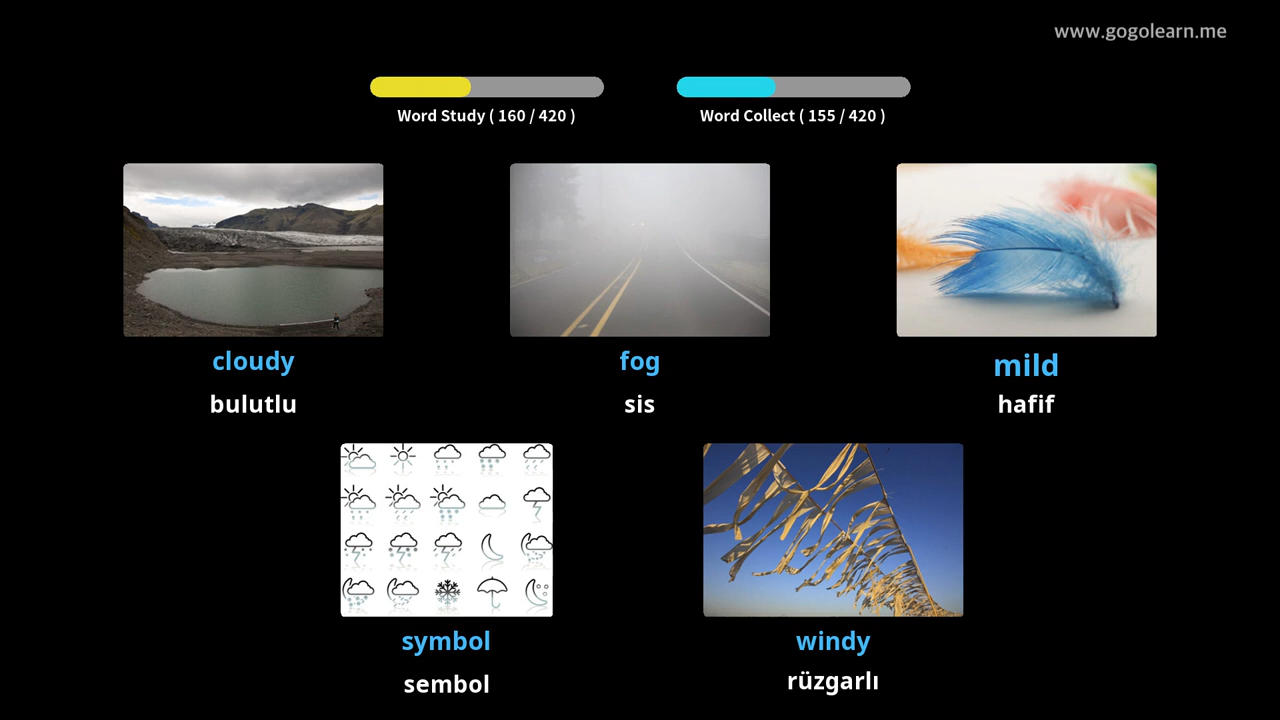 www.gogolearn.me
Word Study ( 160 / 420 )
Word Collect ( 155 / 420 )
cloudy
bulutlu
fog
sis
mild
hafif
symbol
sembol
windy
rüzgarlı